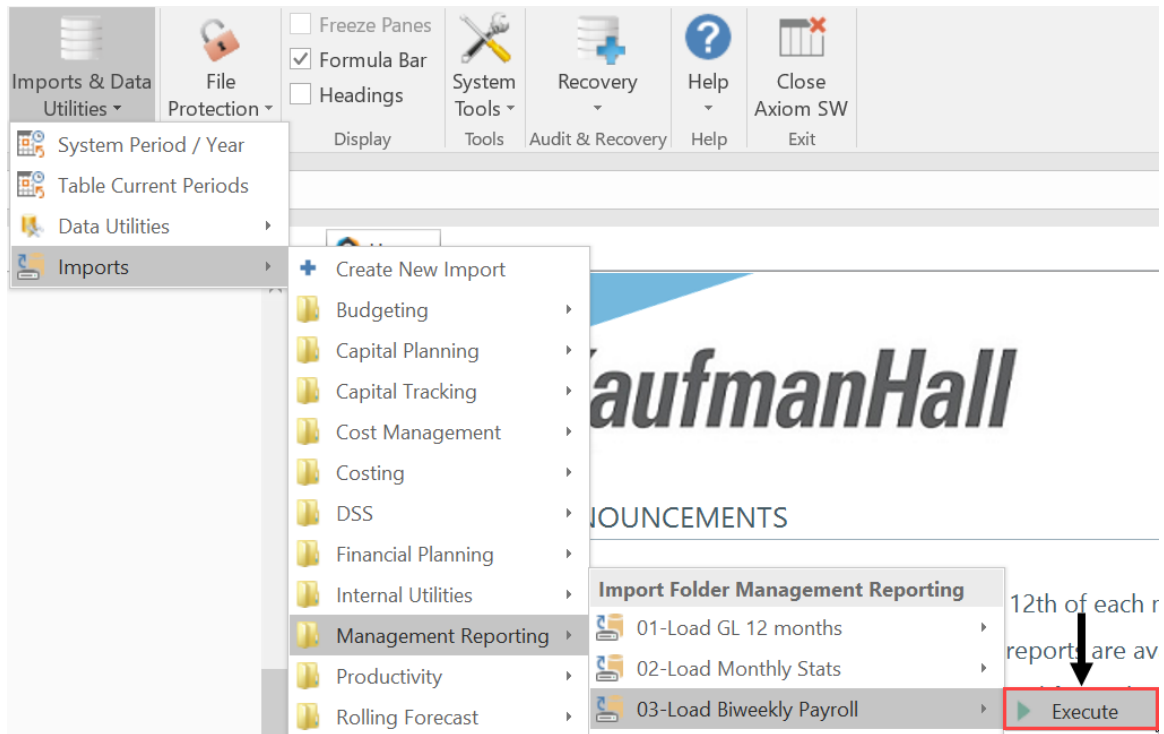 Imports & Data
Utilities
File
Protection
Freeze Panes
Formula Bar
Headings
Display
System
Tools
Tools
Recovery
Audit & Recovery
Help
Help
Close
Axiom SW
Exit
System Period / Year
Table Current Periods
Data Utilities
Imports
Create New Import
Budgeting
Capital Planning
Capital Tracking
Cost Management
Costing
DSS
Financial Planning
Internal Utilities
Management Reporting
Productivity
Rolling Forecast
aufmanHall
NOUNCEMENTS
12th of each
reports are av
Import Folder Management Reporting
01-Load GL 12 months
02-Load Monthly Stats
03-Load Biweekly Payroll
Execute